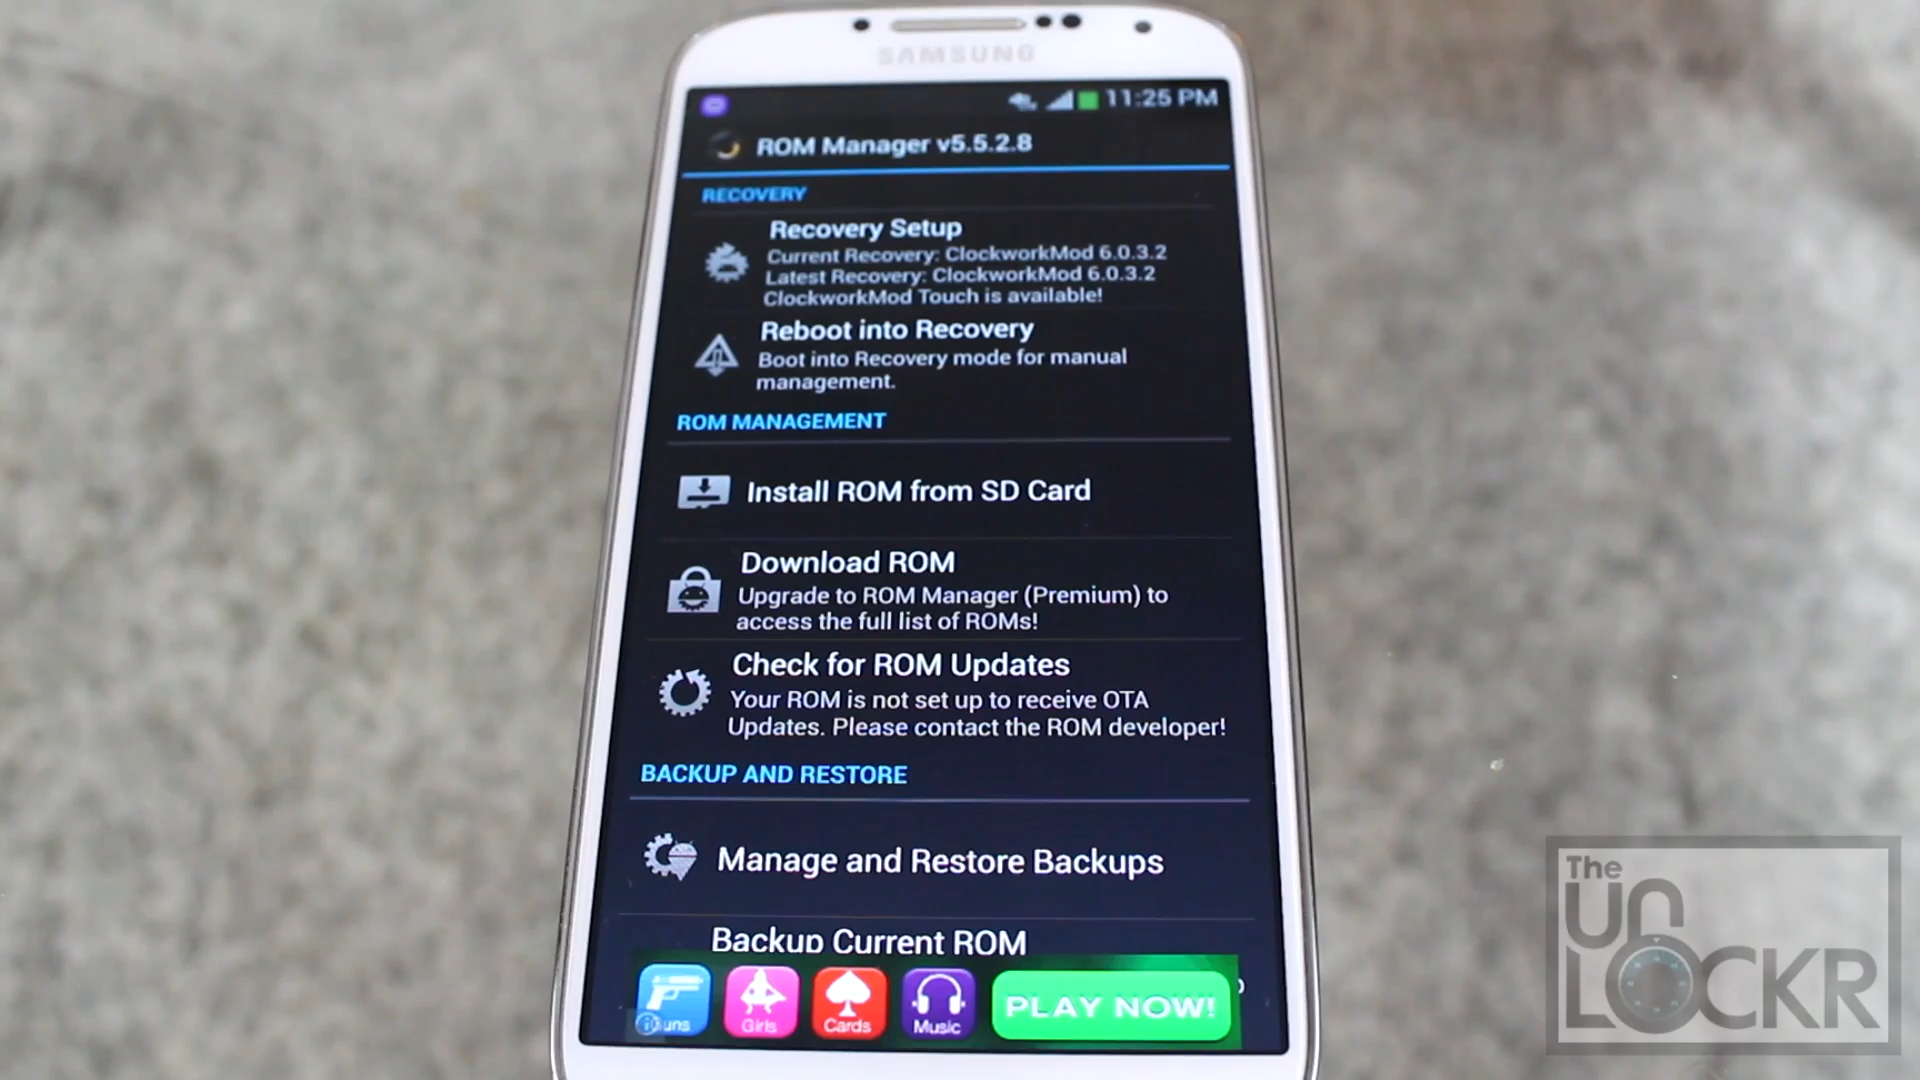 SAMSUNG
11:25 PM
ROM Manager v5.5.2.8
RECOVERY
Recovery Setup
Current Recovery: ClockworkMod 6.0.3.2
Latest Recovery: ClockworkMod 6.0.3.2
ClockworkMod Touch is available!
Reboot into Recovery
Boot into Recovery mode for manual
management.
ROM MANAGEMENT
Install ROM from SD Card
Download ROM
Upgrade to ROM Manager (Premium) to
access the full list of ROMs!
Check for ROM Updates
Your ROM is not set up to receive OTA
Updates. Please contact the ROM developer!
BACKUP AND RESTORE
Manage and Restore Backups
Backup Current ROM
Girls
Cards
Music
PLAY NOW!
The
UnLOCKR